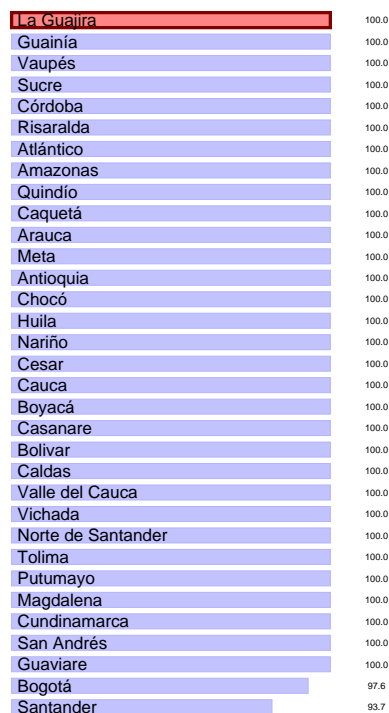 La Guajira 100.0
Guainía 100.0
Vaupés 100.0
Sucre 100.0
Córdoba 100.0
Risaralda 100.0
Atlántico 100.0
Amazonas 100.0
Quindío 100.0
Caquetá 100.0
Arauca 100.0
Meta 100.0
Antioquia 100.0
Chocó 100.0
Huila 100.0
Nariño 100.0
Cesar 100.0
Cauca 100.0
Boyacá 100.0
Casanare 100.0
Bolivar 100.0
Caldas 100.0
Valle del Cauca 100.0
Vichada 100.0
Norte de Santander 100.0
Tolima 100.0
Putumayo 100.0
Magdalena 100.0
Cundinamarca 100.0
San Andrés 100.0
Guaviare 100.0
Bogotá 97.6
Santander 93.7